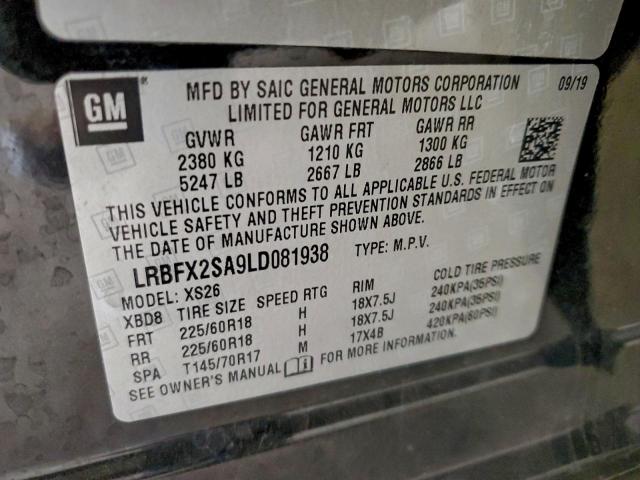 GM
MFD BY SAIC GENERAL MOTORS CORPORATION
LIMITED FOR GENERAL MOTORS LLC
09/19
GVWR GAWR FRT GAWR RR
2380 KG 1210 KG 1300 KG
5247 LB 2667 LB 2866 LB
THIS VEHICLE CONFORMS TO ALL APPLICABLE U.S. FEDERAL MOTOR
VEHICLE SAFETY AND THEFT PREVENTION STANDARDS IN EFFECT ON
THE DATE OF MANUFACTURE SHOWN ABOVE.
LRBFX2SA9LD081938 TYPE: M.P.V.
MODEL: XS26
XBD8 TIRE SIZE SPEED RTG RIM COLD TIRE PRESSURE
FRT 225/60R18 H 18X7.5J 240KPA(35PSI)
RR 225/60R18 H 18X7.5J 240KPA(35PSI)
SPA T145/70R17 M 17X4B 420KPA(60PSI)
SEE OWNER'S MANUAL FOR MORE INFORMATION